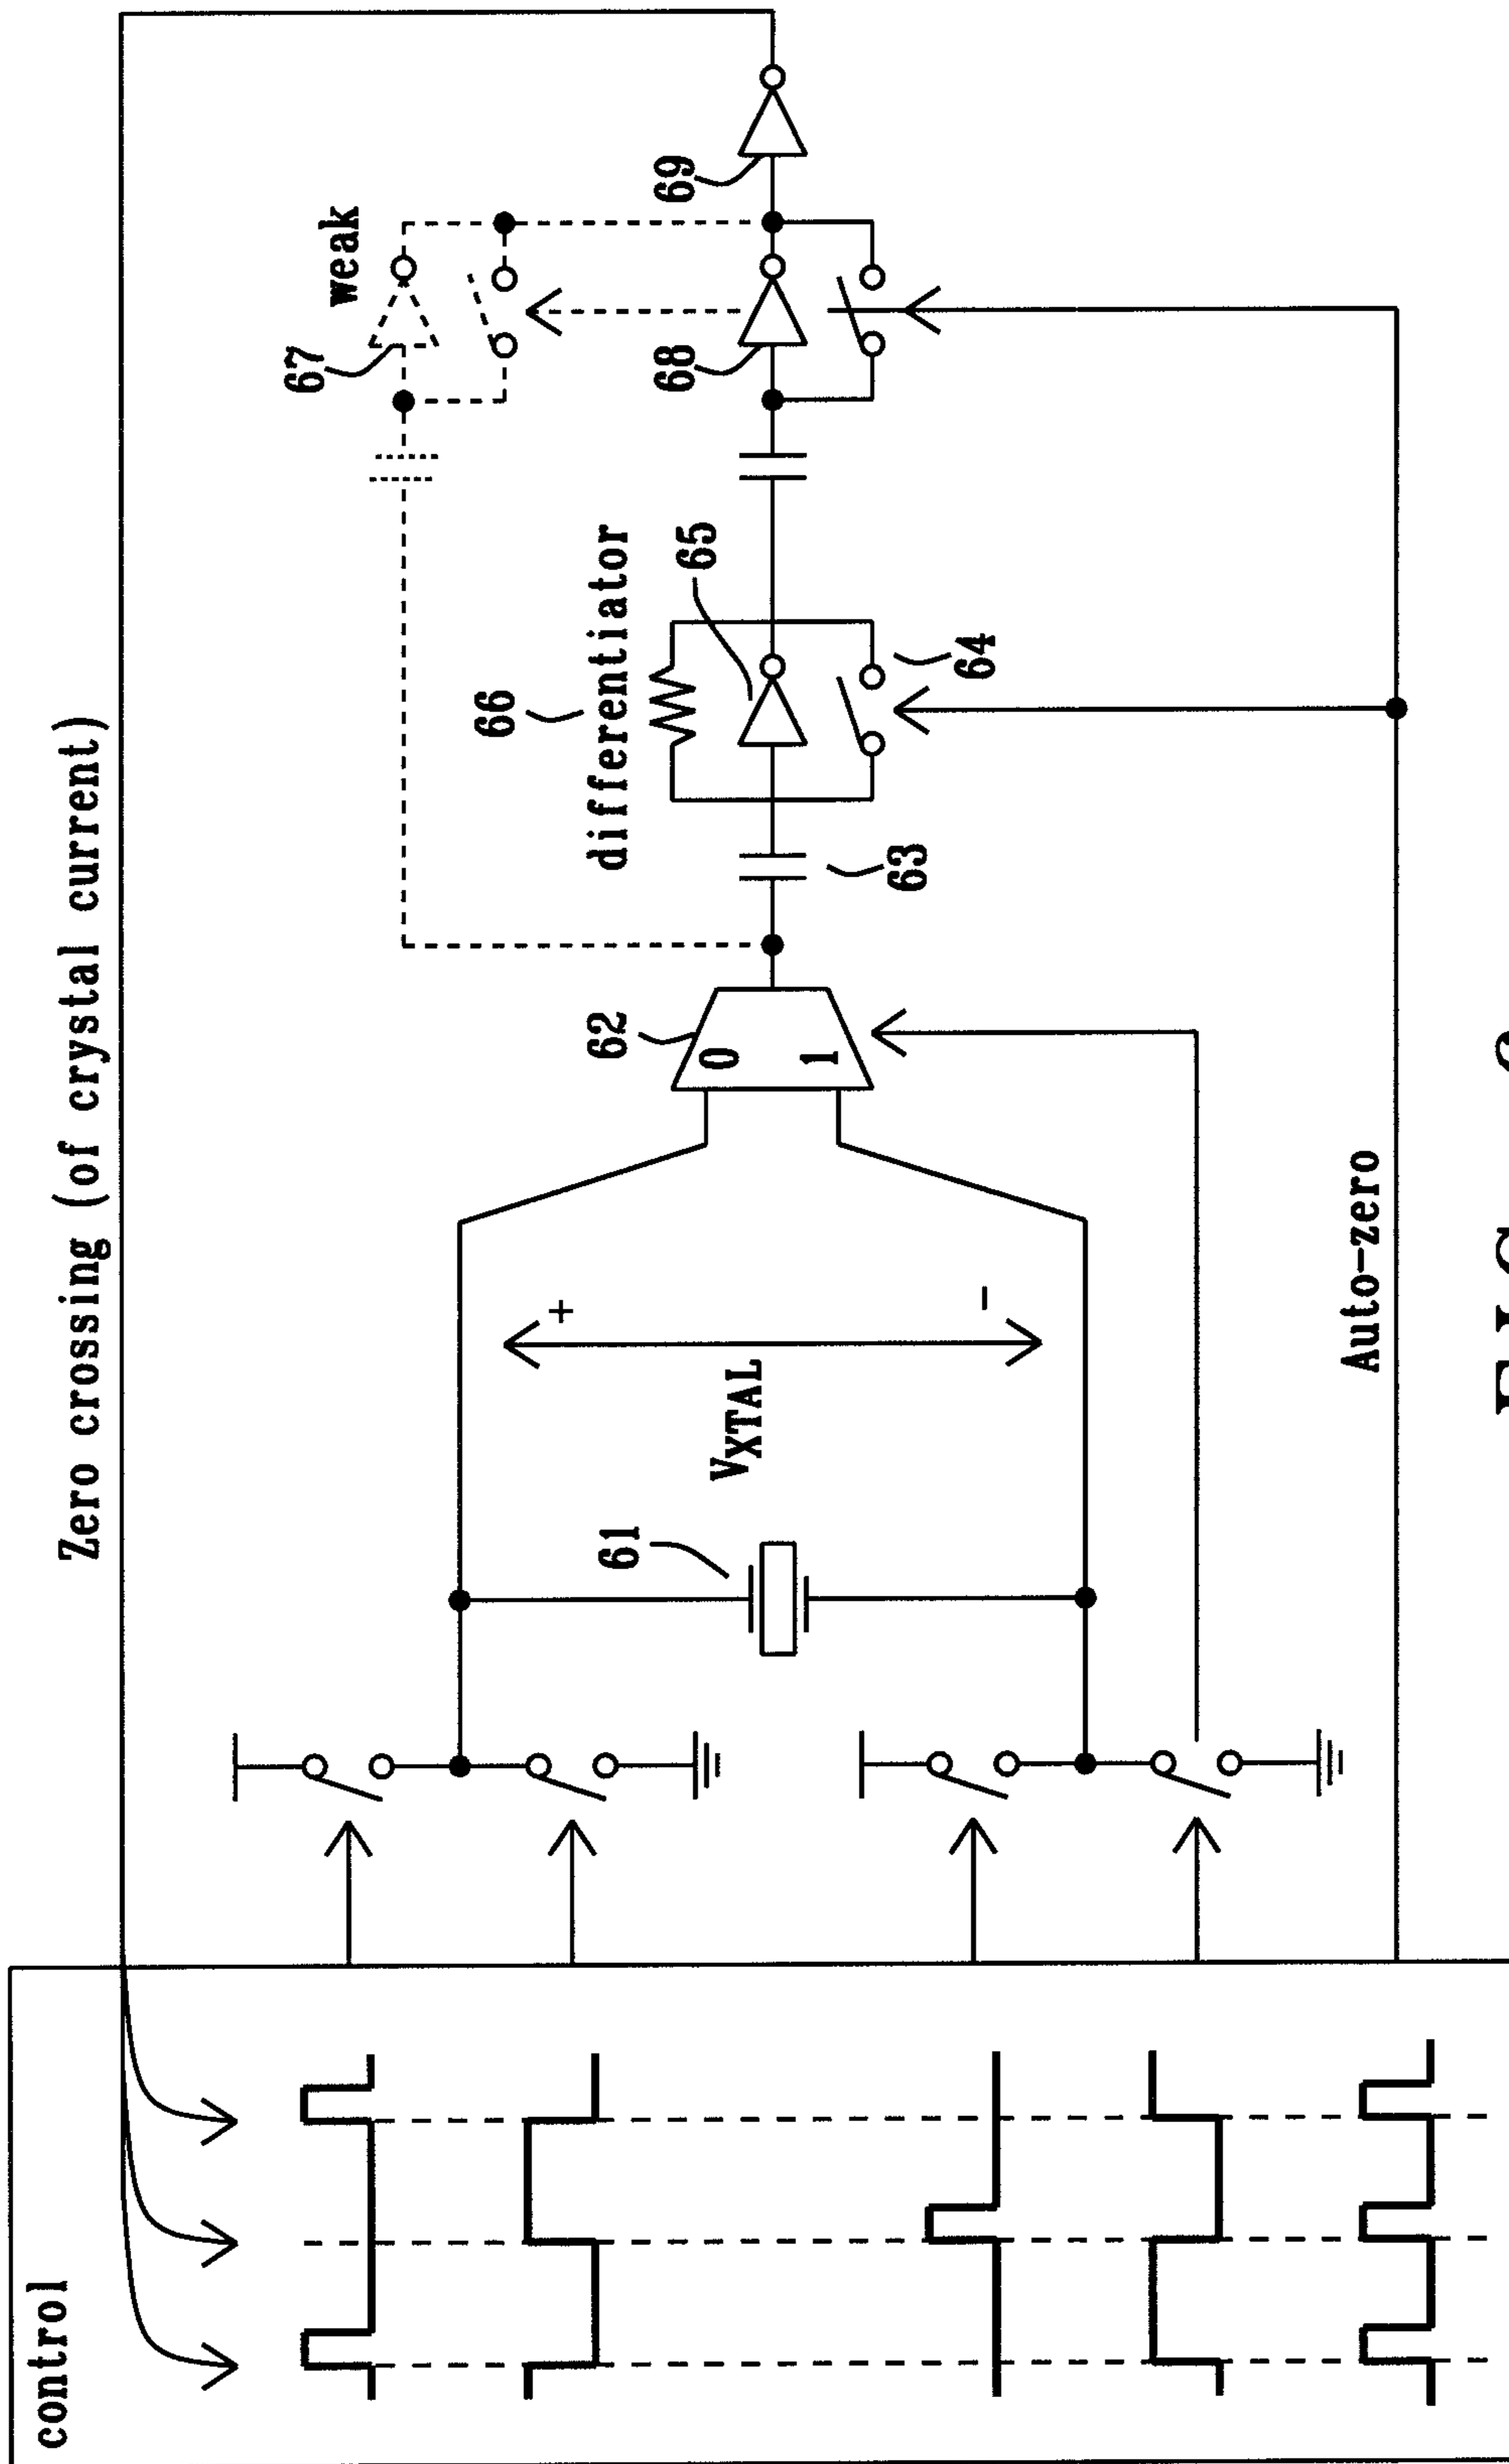 control
Zero crossing (of crystal current)
61
VXTAL
+
-
62
0
1
63
differentiator
66
65
64
67
weak
68
69
Auto-zero